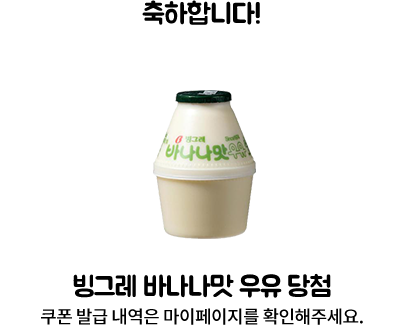 축하합니다!
빙그레
바나나맛우유
빙그레 바나나맛 우유 당첨
쿠폰 발급 내역은 마이페이지를 확인해주세요.